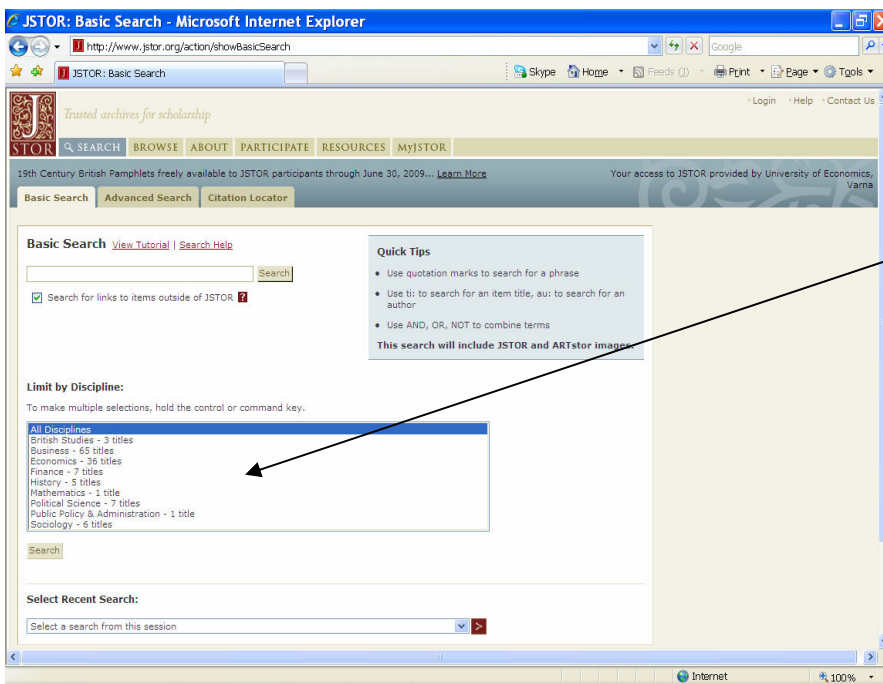 JSTOR: Basic Search - Microsoft Internet Explorer
http://www.jstor.org/action/showBasicSearch
Google
JSTOR: Basic Search
Skype Home Feeds (J) Print Page Tools
Login Help Contact Us
JSTOR
Trusted archives for scholarship
SEARCH BROWSE ABOUT PARTICIPATE RESOURCES MyJSTOR
19th Century British Pamphlets freely available to JSTOR participants through June 30, 2009... Learn More
Your access to JSTOR provided by University of Economics,
Varna
Basic Search Advanced Search Citation Locator
Basic Search View Tutorial | Search Help
Search
Search for links to items outside of JSTOR ?
Quick Tips
• Use quotation marks to search for a phrase
• Use ti: to search for an item title, au: to search for an
author
• Use AND, OR, NOT to combine terms
This search will include JSTOR and ARTstor images.
Limit by Discipline:
To make multiple selections, hold the control or command key.
All Disciplines
British Studies - 3 titles
Business - 65 titles
Economics - 36 titles
Finance - 7 titles
History - 5 titles
Mathematics - 1 title
Political Science - 7 titles
Public Policy & Administration - 1 title
Sociology - 6 titles
Search
Select Recent Search:
Select a search from this session
>
Internet
100%